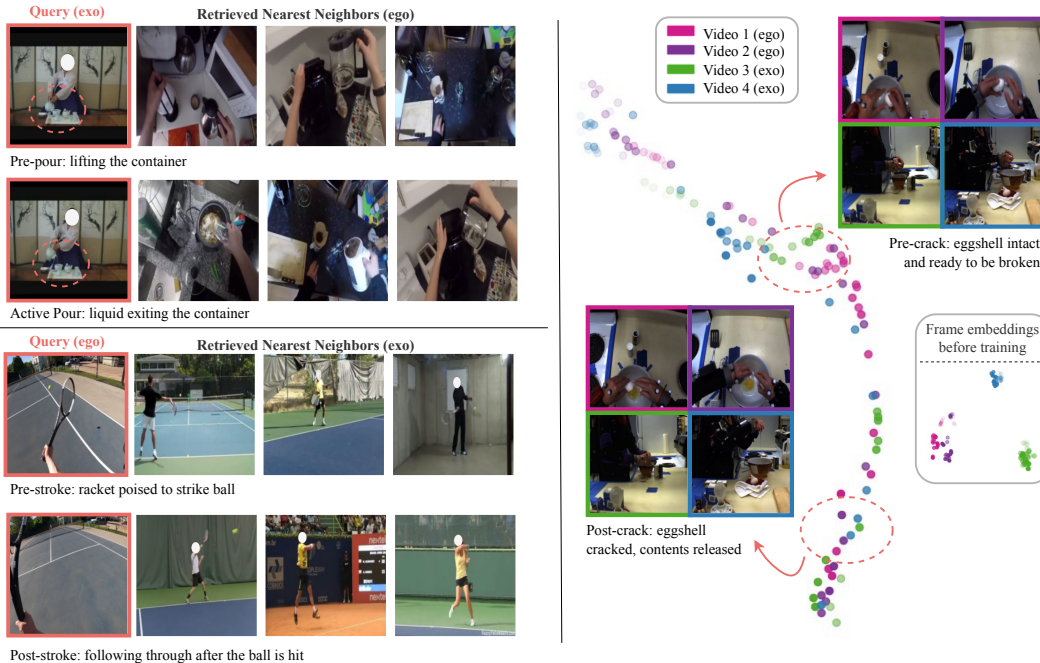 Query (exo)
Retrieved Nearest Neighbors (ego)
Pre-pour: lifting the container
Active Pour: liquid exiting the container
Query (ego)
Retrieved Nearest Neighbors (exo)
Pre-stroke: racket poised to strike ball
Post-stroke: following through after the ball is hit
Video 1 (ego)
Video 2 (ego)
Video 3 (exo)
Video 4 (exo)
Pre-crack: eggshell intact
and ready to be broken
Frame embeddings
before training
Post-crack: eggshell
cracked, contents released